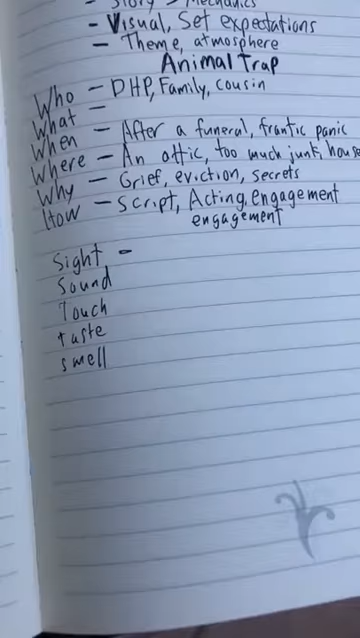 - Story > Mechanics
- Visual, Set expectations
- Theme, atmosphere
Animal Trap
Who - DHP, Family, cousin
What -
When - After a funeral, frantic panic
Where - An attic, too much junk, house
Why - Grief, eviction, secrets
How - Script, Acting, engagement
engagement
Sight -
Sound
Touch
taste
smell